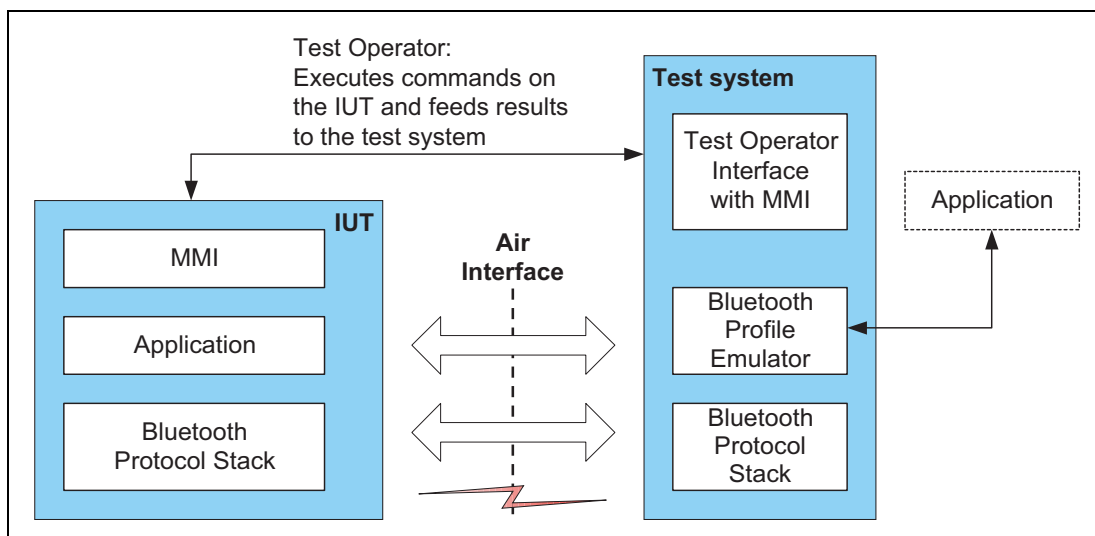 Test Operator:
Executes commands on
the IUT and feeds results
to the test system
Test system
Test Operator
Interface
with MMI
Application
IUT
MMI
Air
Interface
Application
Bluetooth
Profile
Emulator
Bluetooth
Protocol Stack
Bluetooth
Protocol
Stack